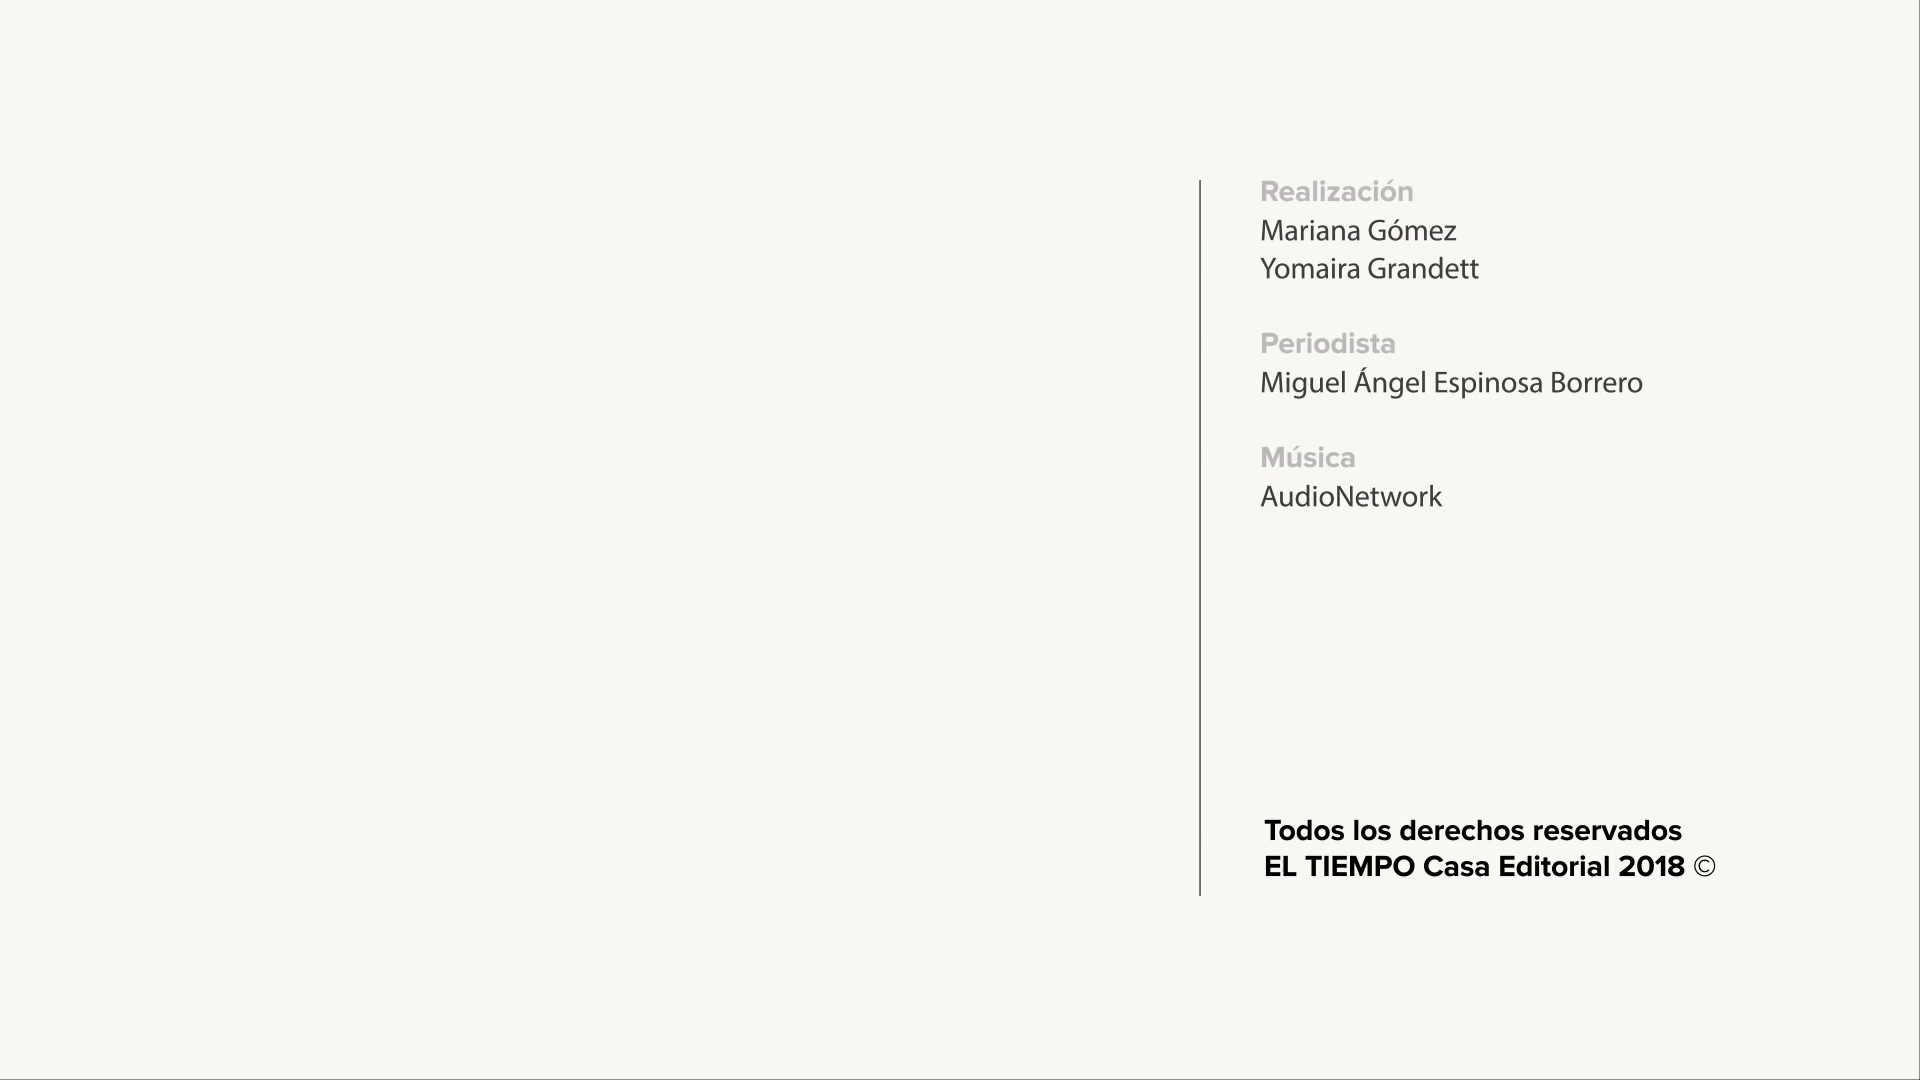 Realización
Mariana Gómez
Yomaira Grandett
Periodista
Miguel Ángel Espinosa Borrero
Música
AudioNetwork
Todos los derechos reservados
EL TIEMPO Casa Editorial 2018 ©